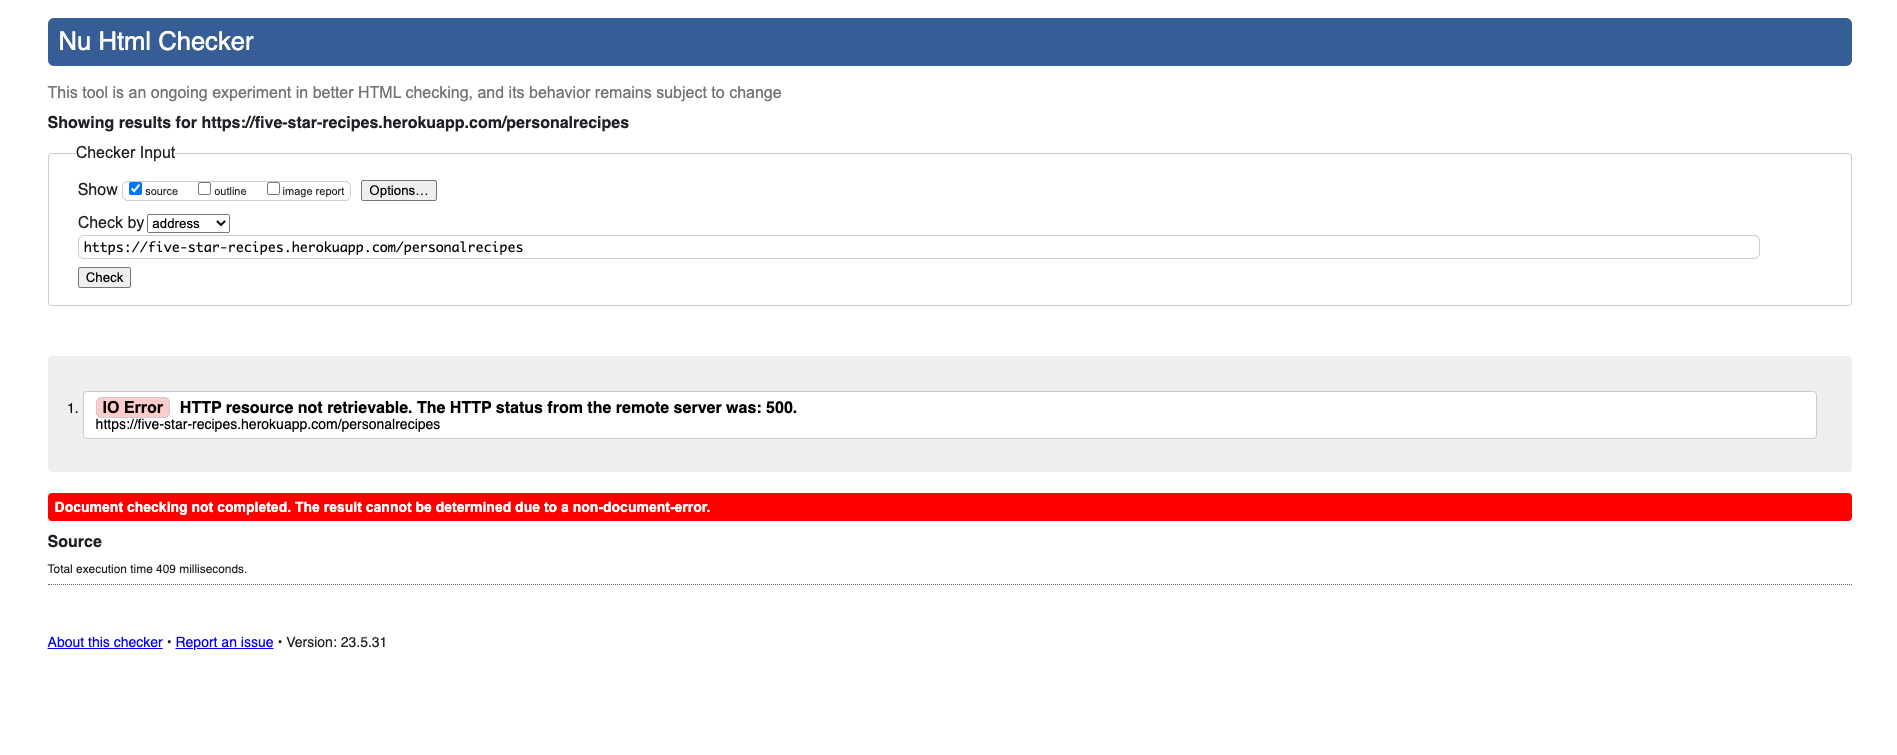 Nu Html Checker
This tool is an ongoing experiment in better HTML checking, and its behavior remains subject to change
Showing results for https://five-star-recipes.herokuapp.com/personalrecipes
Checker Input
Show source outline image report Options...
Check by address
https://five-star-recipes.herokuapp.com/personalrecipes
Check
1. IO Error HTTP resource not retrievable. The HTTP status from the remote server was: 500.
https://five-star-recipes.herokuapp.com/personalrecipes
Document checking not completed. The result cannot be determined due to a non-document-error.
Source
Total execution time 409 milliseconds.
About this checker • Report an issue • Version: 23.5.31